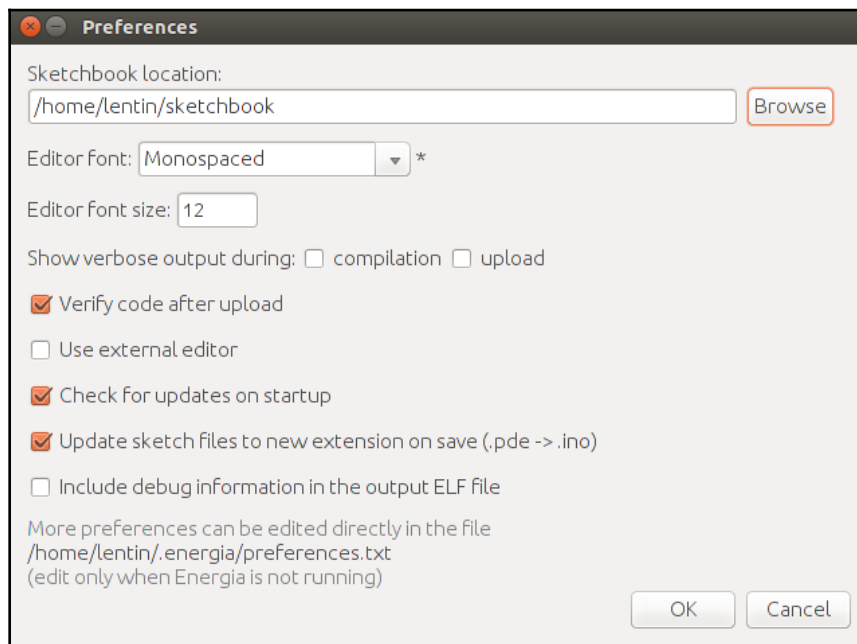 Preferences
Sketchbook location:
/home/lentin/sketchbook
Browse
Editor font: Monospaced *
Editor font size: 12
Show verbose output during: compilation upload
Verify code after upload
Use external editor
Check for updates on startup
Update sketch files to new extension on save (.pde -> .ino)
Include debug information in the output ELF file
More preferences can be edited directly in the file
/home/lentin/.energia/preferences.txt
(edit only when Energia is not running)
OK Cancel